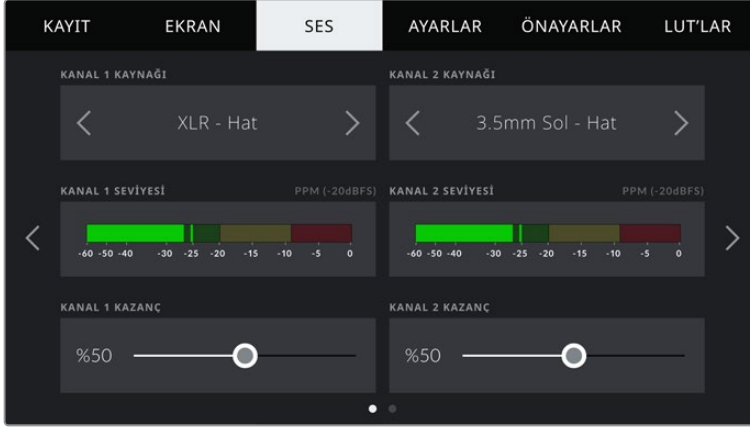 KAYIT EKRAN SES AYARLAR ÖNAYARLAR LUT'LAR
KANAL 1 KAYNAĞI KANAL 2 KAYNAĞI
XLR - Hat 3.5mm Sol - Hat
KANAL 1 SEVİYESİ PPM (-20dBFS) KANAL 2 SEVİYESİ PPM (-20dBFS)
-60 -50 -40 -30 -25 -20 -15 -10 -5 0 -60 -50 -40 -30 -25 -20 -15 -10 -5 0
KANAL 1 KAZANÇ KANAL 2 KAZANÇ
%50 %50